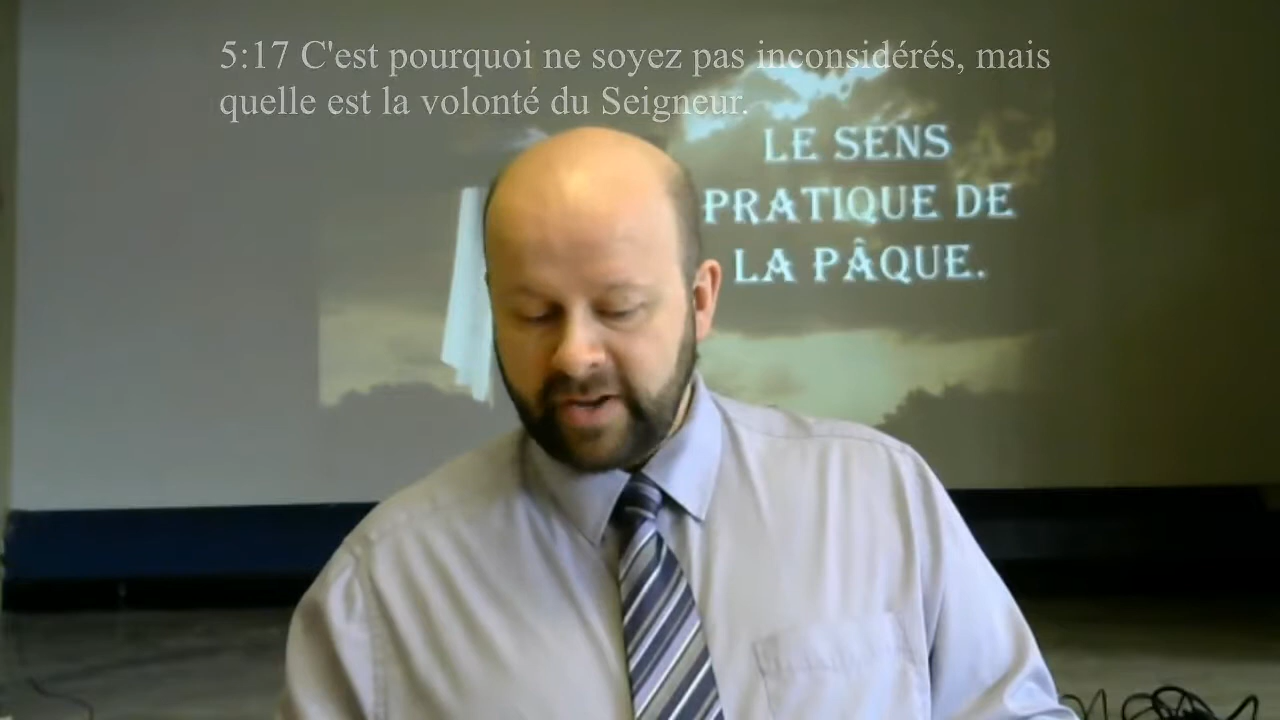 5:17 C'est pourquoi ne soyez pas inconsidérés, mais
quelle est la volonté du Seigneur.
LE SENS
PRATIQUE DE
LA PÂQUE.